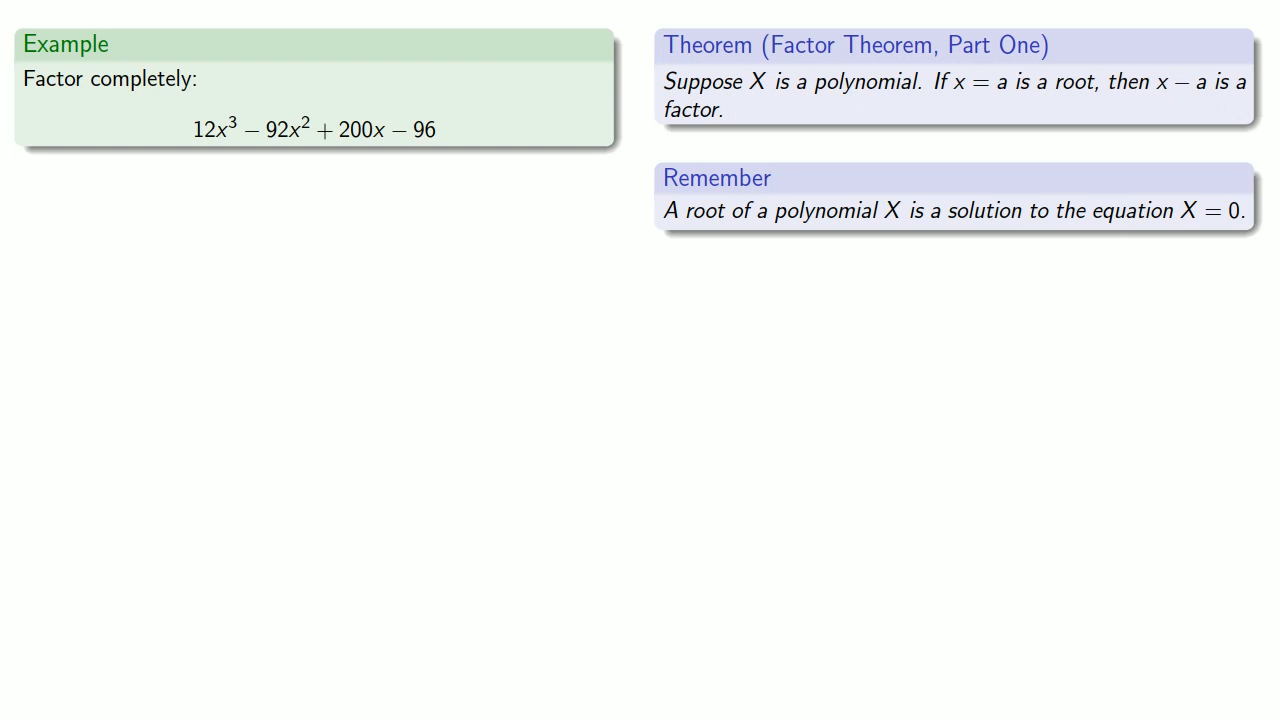 Example
Factor completely:
12x³ − 92x² + 200x − 96
Theorem (Factor Theorem, Part One)
Suppose X is a polynomial. If x = a is a root, then x − a is a
factor.
Remember
A root of a polynomial X is a solution to the equation X = 0.